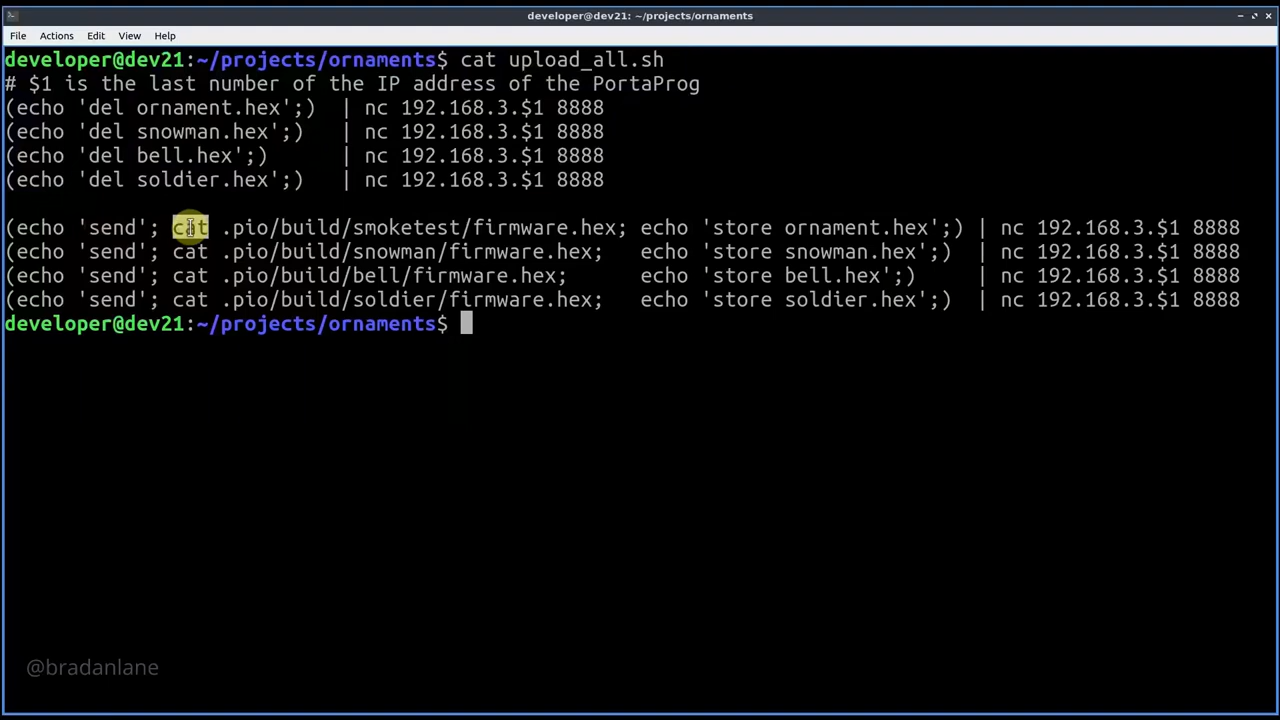 developer@dev21: ~/projects/ornaments
File Actions Edit View Help
developer@dev21:~/projects/ornaments$ cat upload_all.sh
# $1 is the last number of the IP address of the PortaProg
(echo 'del ornament.hex';)  | nc 192.168.3.$1 8888
(echo 'del snowman.hex';)   | nc 192.168.3.$1 8888
(echo 'del bell.hex';)      | nc 192.168.3.$1 8888
(echo 'del soldier.hex';)   | nc 192.168.3.$1 8888
(echo 'send'; cat .pio/build/smoketest/firmware.hex; echo 'store ornament.hex';) | nc 192.168.3.$1 8888
(echo 'send'; cat .pio/build/snowman/firmware.hex;   echo 'store snowman.hex';)  | nc 192.168.3.$1 8888
(echo 'send'; cat .pio/build/bell/firmware.hex;      echo 'store bell.hex';)     | nc 192.168.3.$1 8888
(echo 'send'; cat .pio/build/soldier/firmware.hex;   echo 'store soldier.hex';)  | nc 192.168.3.$1 8888
developer@dev21:~/projects/ornaments$
@bradanlane